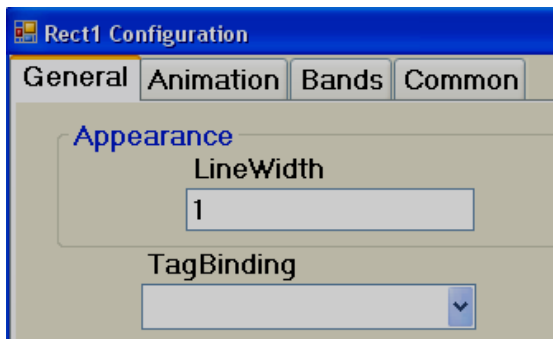 Rect1 Configuration
General Animation Bands Common
Appearance
LineWidth
1
TagBinding